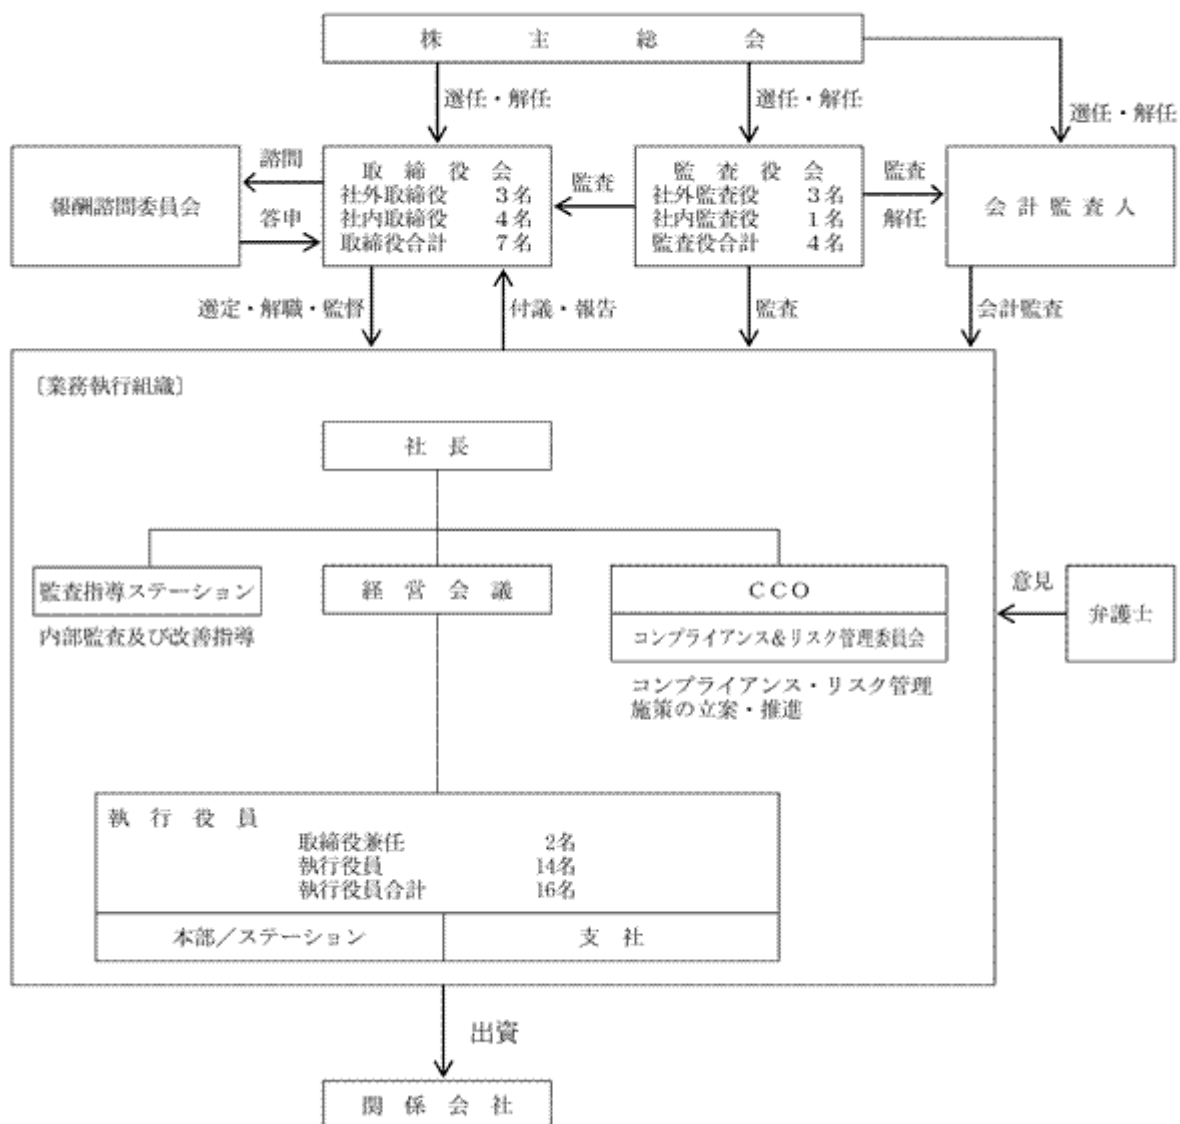 株主総会
選任・解任
選任・解任
選任・解任
報酬諮問委員会
諮問
答申
取締役会
社外取締役 3名
社内取締役 4名
取締役合計 7名
監査
監査役会
社外監査役 3名
社内監査役 1名
監査役合計 4名
監査
解任
会計監査人
選定・解職・監督
付議・報告
監査
会計監査
〔業務執行組織〕
社長
監査指導ステーション
内部監査及び改善指導
経営会議
CCO
コンプライアンス&リスク管理委員会
コンプライアンス・リスク管理
施策の立案・推進
意見
弁護士
執行役員
取締役兼任 2名
執行役員 14名
執行役員合計 16名
本部／ステーション
支社
出資
関係会社